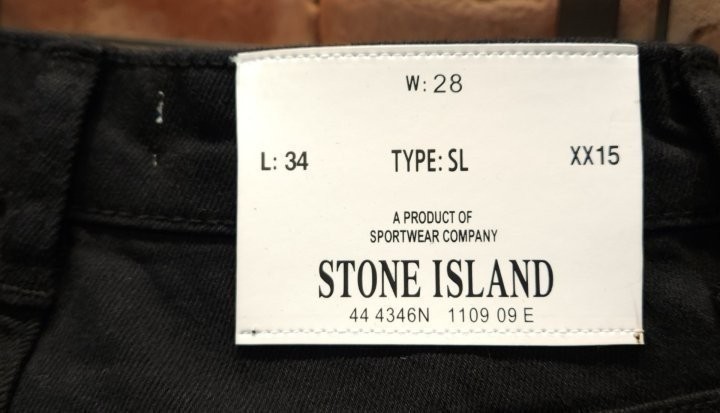 W: 28
L: 34 TYPE: SL XX15
A PRODUCT OF
SPORTWEAR COMPANY
STONE ISLAND
44 4346N 1109 09 E